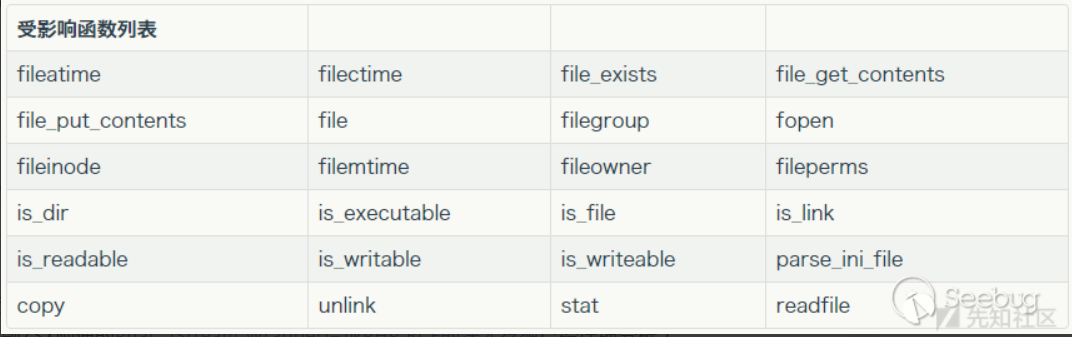 受影响函数列表
fileatime filectime file_exists file_get_contents
file_put_contents file filegroup fopen
fileinode filemtime fileowner fileperms
is_dir is_executable is_file is_link
is_readable is_writable is_writeable parse_ini_file
copy unlink stat readfile
Seebug
先知社区